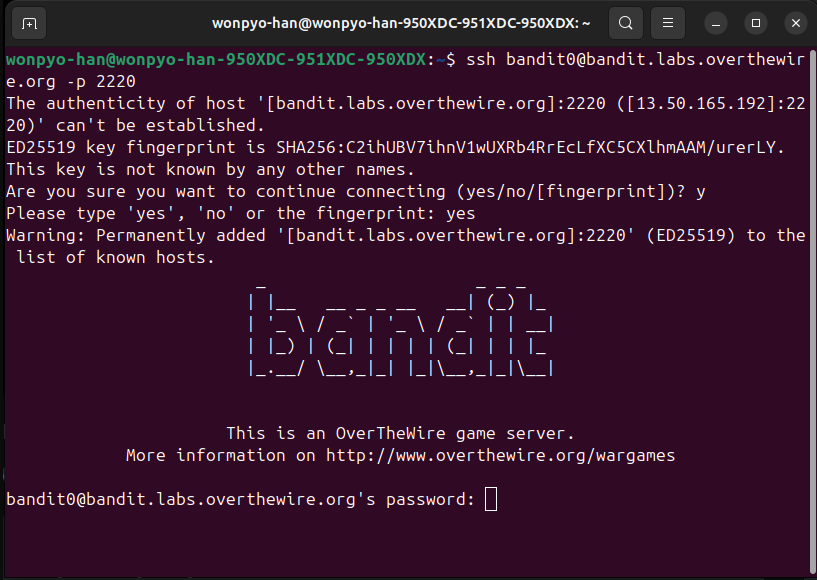 wonpyo-han@wonpyo-han-950XDC-951XDC-950XDX: ~
wonpyo-han@wonpyo-han-950XDC-951XDC-950XDX:~$ ssh bandit0@bandit.labs.overthewir
e.org -p 2220
The authenticity of host '[bandit.labs.overthewire.org]:2220 ([13.50.165.192]:22
20)' can't be established.
ED25519 key fingerprint is SHA256:C2ihUBV7ihnV1wUXRb4RrEcLfXC5CXlhmAAM/urerLY.
This key is not known by any other names.
Are you sure you want to continue connecting (yes/no/[fingerprint])? y
Please type 'yes', 'no' or the fingerprint: yes
Warning: Permanently added '[bandit.labs.overthewire.org]:2220' (ED25519) to the
 list of known hosts.
bandit
This is an OverTheWire game server.
More information on http://www.overthewire.org/wargames
bandit0@bandit.labs.overthewire.org's password: